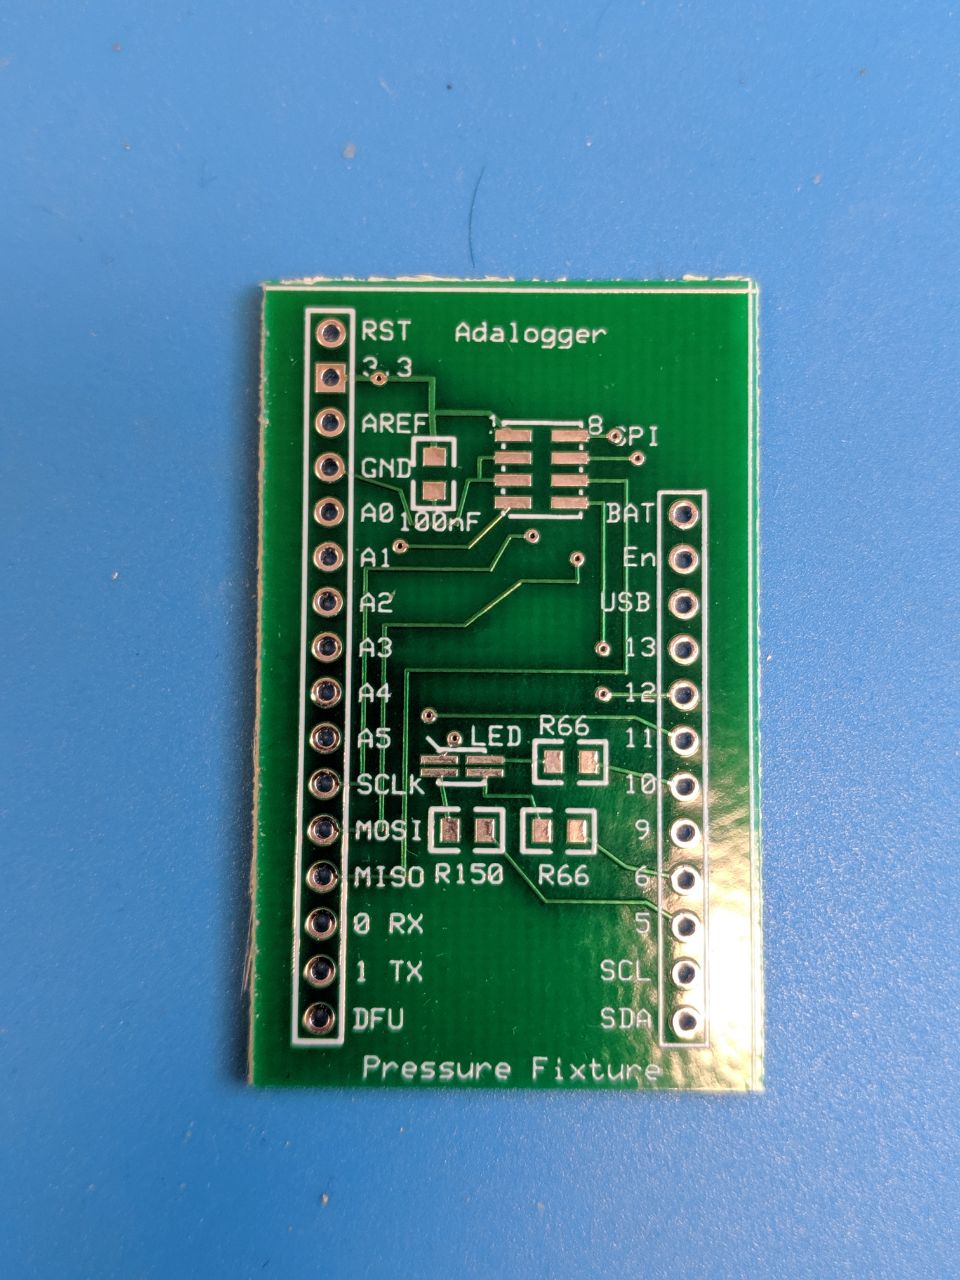 RST Adalogger
3.3
AREF 1 8 SPI
GND
A0 100nF BAT
A1 En
A2 USB
A3 13
A4 12
A5 LED R66 11
SCLK 10
MOSI 9
MISO R150 R66 6
0 RX 5
1 TX SCL
DFU SDA
Pressure Fixture